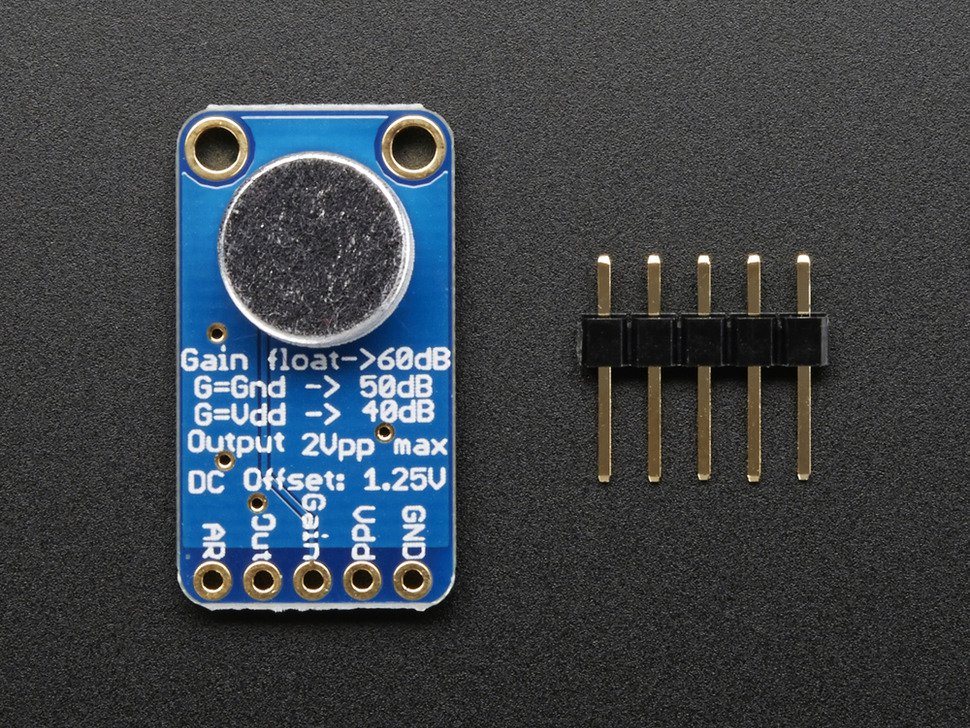 Gain float->60dB
G=Gnd -> 50dB
G=Vdd -> 40dB
Output 2Vpp max
DC Offset: 1.25V
AR Out Gain Vdd GND